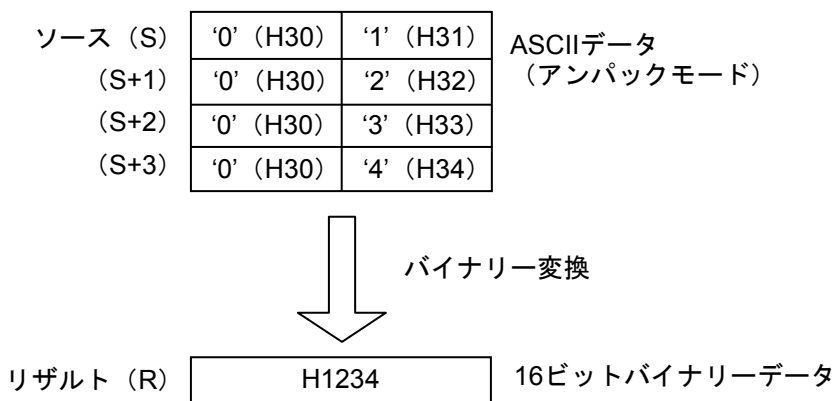 ソース（S） ‘0’（H30） ‘1’（H31） ASCIIデータ
（S+1） ‘0’（H30） ‘2’（H32） （アンパックモード）
（S+2） ‘0’（H30） ‘3’（H33）
（S+3） ‘0’（H30） ‘4’（H34）
バイナリー変換
リザルト（R） H1234 16ビットバイナリーデータ